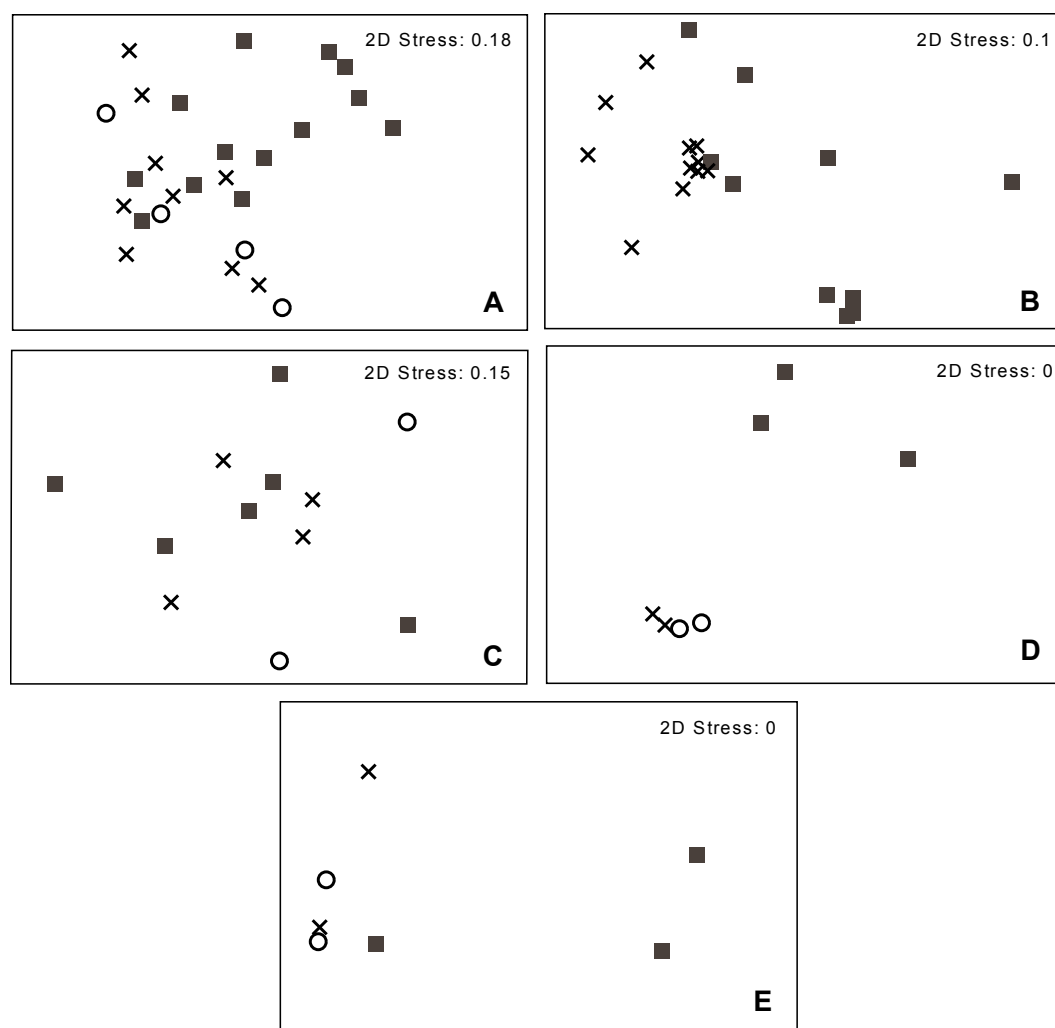 2D Stress: 0.18
A
2D Stress: 0.1
B
2D Stress: 0.15
C
2D Stress: 0
D
2D Stress: 0
E